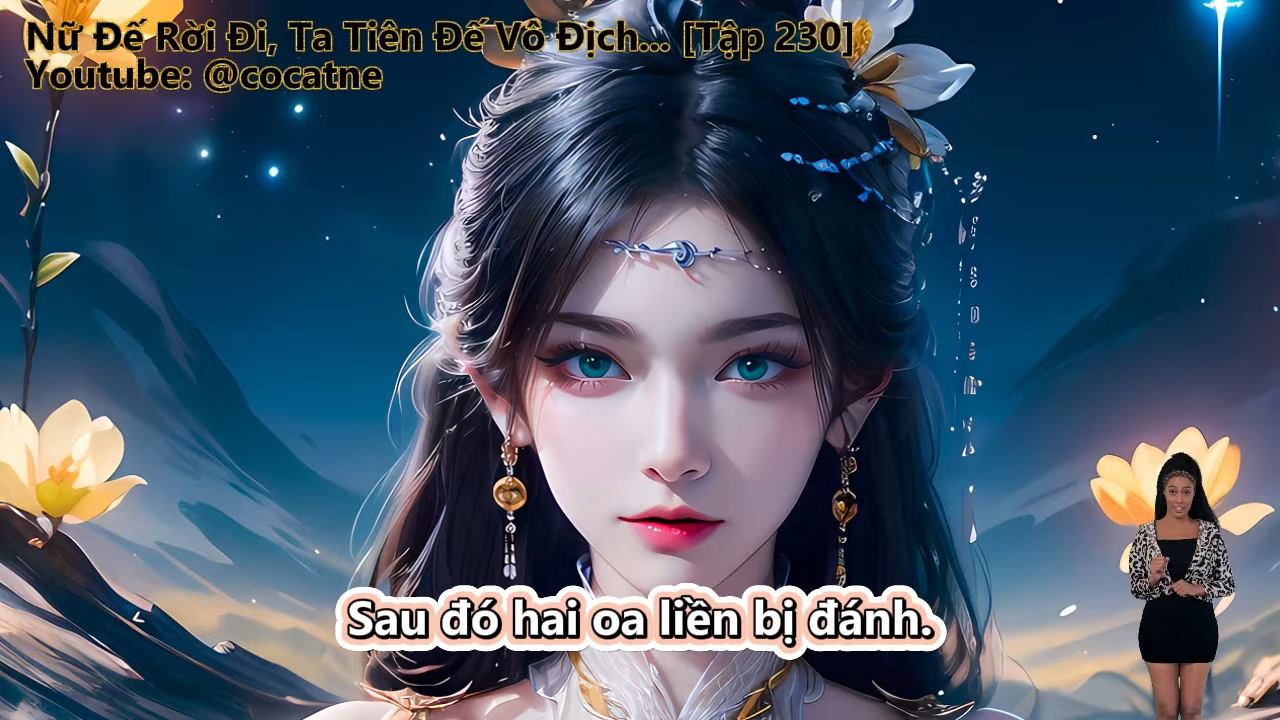 Nữ Đế Rời Đi, Ta Tiên Đế Vô Địch... [Tập 230]
Youtube: @cocatne
Sau đó hai oa liền bị đánh.